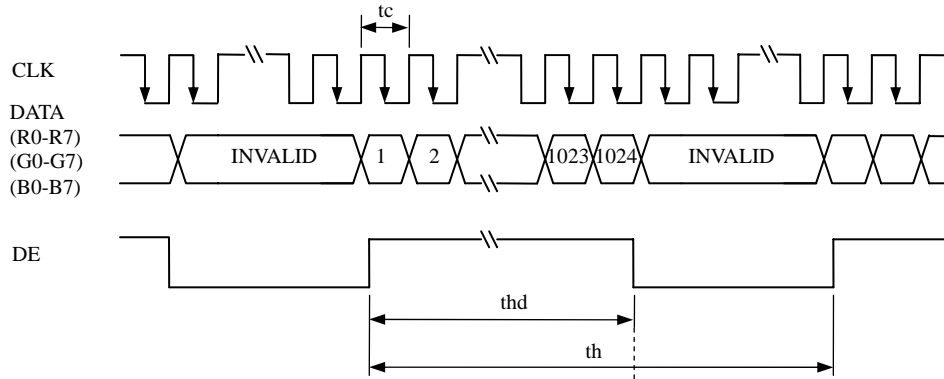 tc
CLK
DATA
(R0-R7)
(G0-G7)
(B0-B7)
INVALID 1 2 1023 1024 INVALID
DE
thd
th